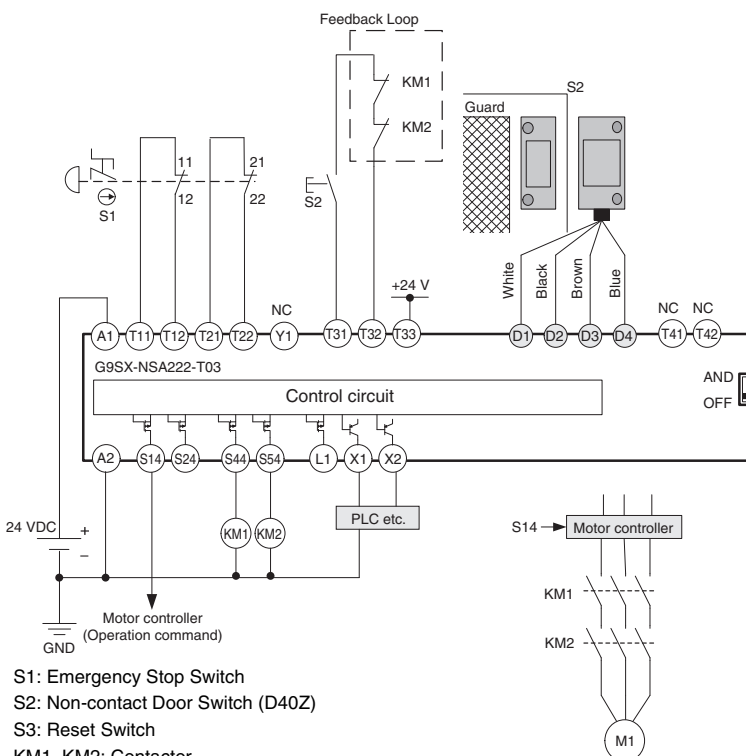 Feedback Loop
KM1
KM2
S2
Guard
11
21
12
22
S1
S2
White
Black
Brown
Blue
+24 V
NC
NC
NC
A1
T11
T12
T21
T22
Y1
T31
T32
T33
D1
D2
D3
D4
T41
T42
G9SX-NSA222-T03
Control circuit
AND
OFF
A2
S14
S24
S44
S54
L1
X1
X2
24 VDC
+
–
KM1
KM2
PLC etc.
S14
Motor controller
KM1
KM2
M1
GND
Motor controller
(Operation command)
S1: Emergency Stop Switch
S2: Non-contact Door Switch (D40Z)
S3: Reset Switch
KM1, KM2: Contactor